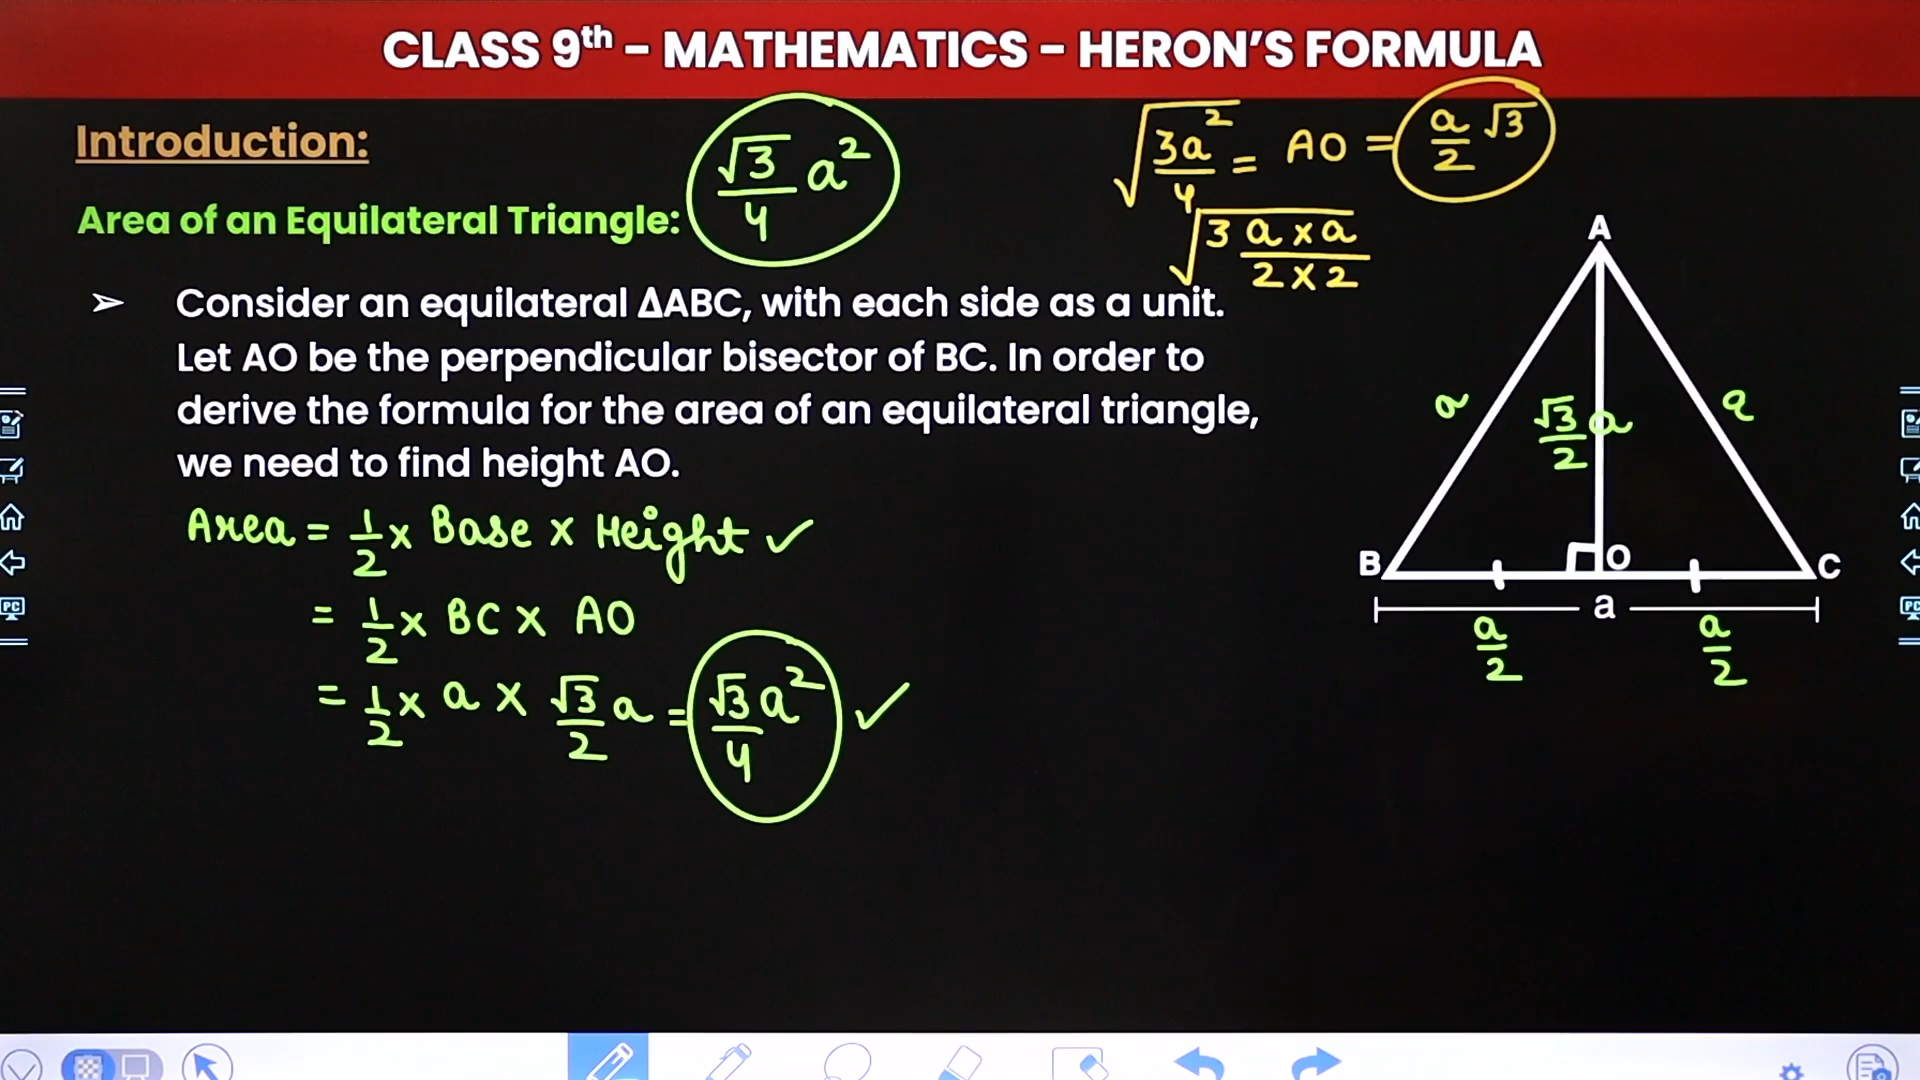 CLASS 9th – MATHEMATICS – HERON'S FORMULA
Introduction:
Area of an Equilateral Triangle: √3/4 a²
√(3a²/4) = AO = a/2 √3
√(3 a × a / 2 × 2)
➢ Consider an equilateral ΔABC, with each side as a unit.
Let AO be the perpendicular bisector of BC. In order to
derive the formula for the area of an equilateral triangle,
we need to find height AO.
Area = 1/2 × Base × Height ✓
= 1/2 × BC × AO
= 1/2 × a × √3/2 a = √3/4 a² ✓
A
a √3/2 a a
B O C
a
a/2 a/2
PC
PC